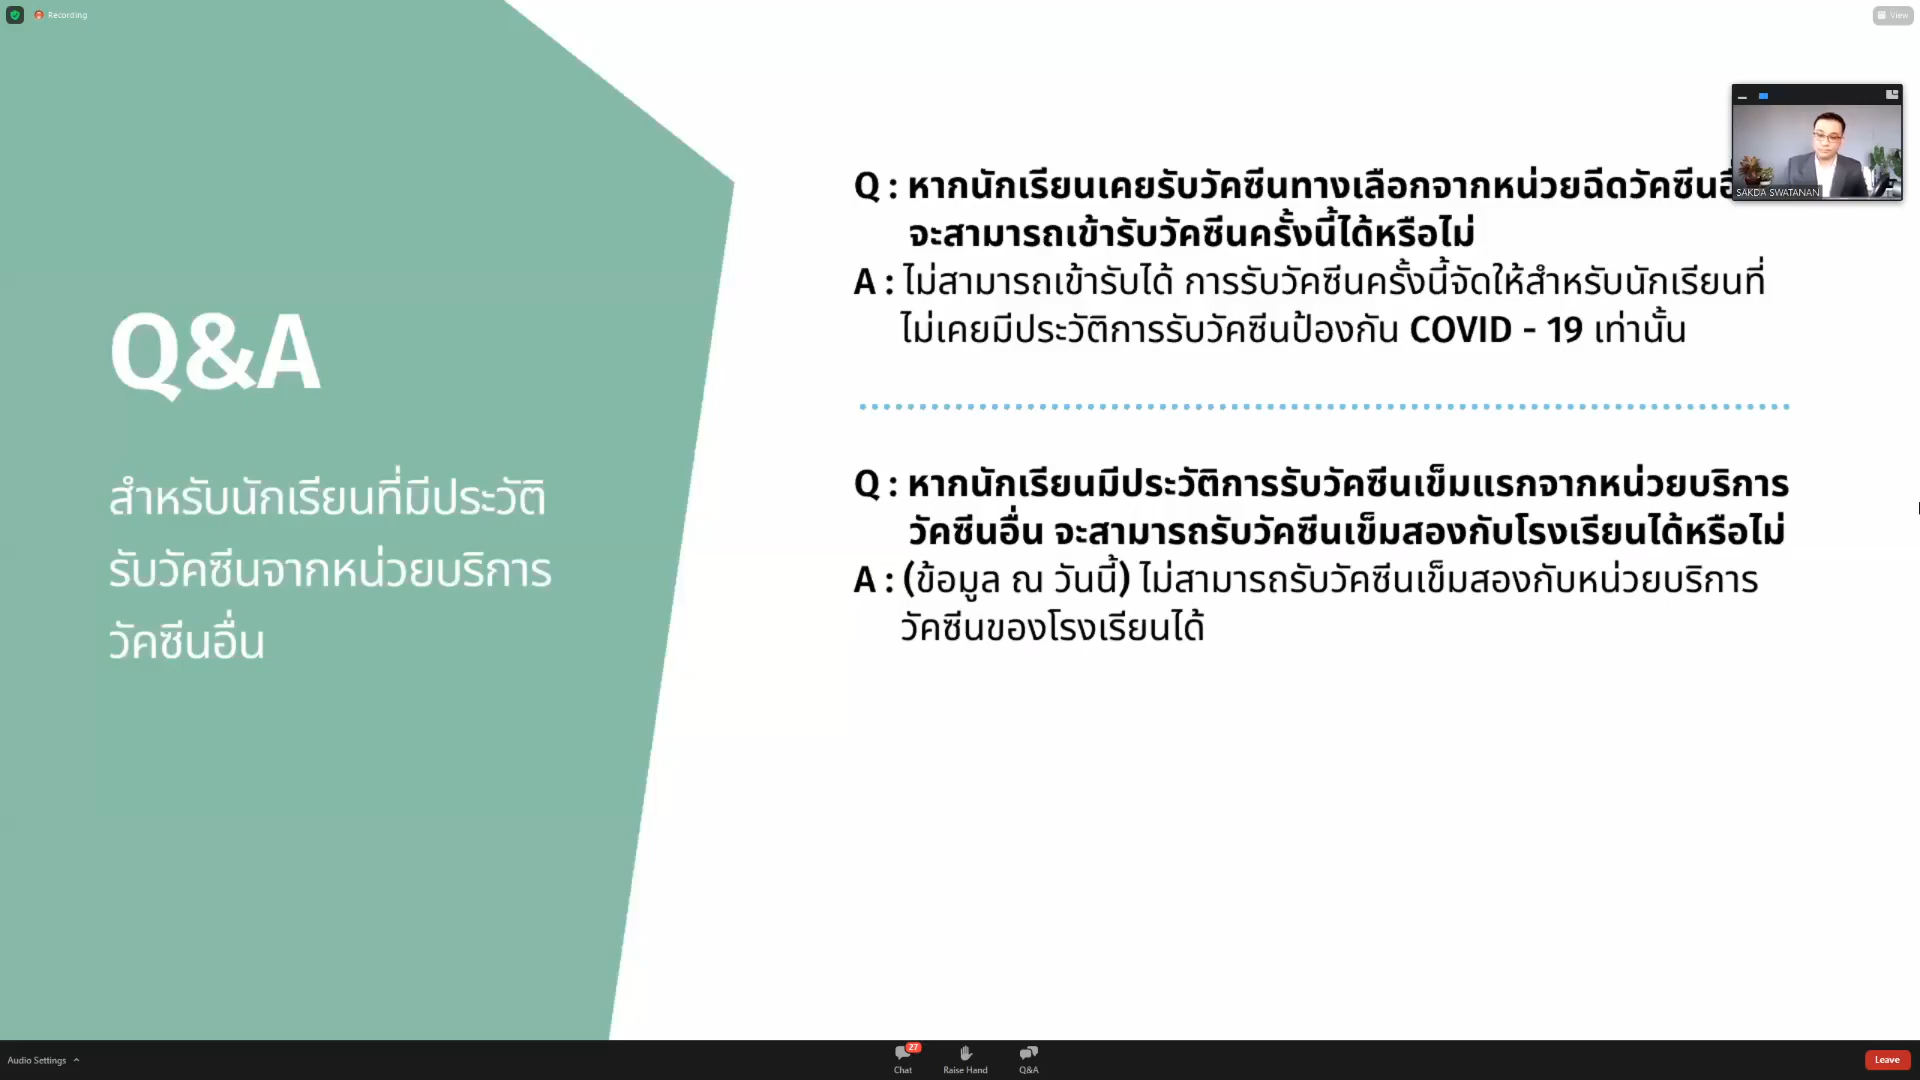 Recording
View
Q&A
สำหรับนักเรียนที่มีประวัติ
รับวัคซีนจากหน่วยบริการ
วัคซีนอื่น
Q : หากนักเรียนเคยรับวัคซีนทางเลือกจากหน่วยฉีดวัคซีน
จะสามารถเข้ารับวัคซีนครั้งนี้ได้หรือไม่
A : ไม่สามารถเข้ารับได้ การรับวัคซีนครั้งนี้จัดให้สำหรับนักเรียนที่
ไม่เคยมีประวัติการรับวัคซีนป้องกัน COVID - 19 เท่านั้น
Q : หากนักเรียนมีประวัติการรับวัคซีนเข็มแรกจากหน่วยบริการ
วัคซีนอื่น จะสามารถรับวัคซีนเข็มสองกับโรงเรียนได้หรือไม่
A : (ข้อมูล ณ วันนี้) ไม่สามารถรับวัคซีนเข็มสองกับหน่วยบริการ
วัคซีนของโรงเรียนได้
SAKDA SWATANAN
Audio Settings
27
Chat
Raise Hand
Q&A
Leave